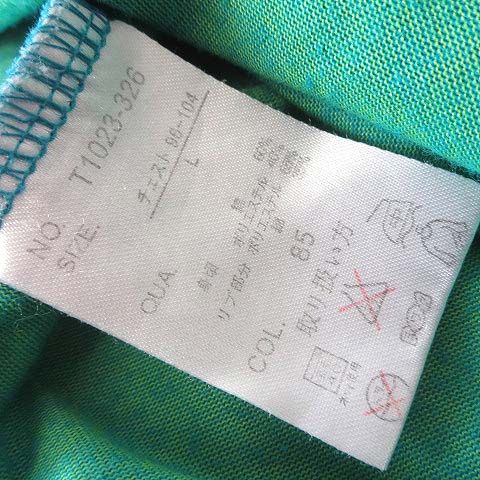 NO. T1023-326
SIZE. チェスト 96-104
L
QUA. 身頃 綿 60%
ポリエステル 40%
リブ部分 ポリエステル
綿
COL. 85
取り扱い方